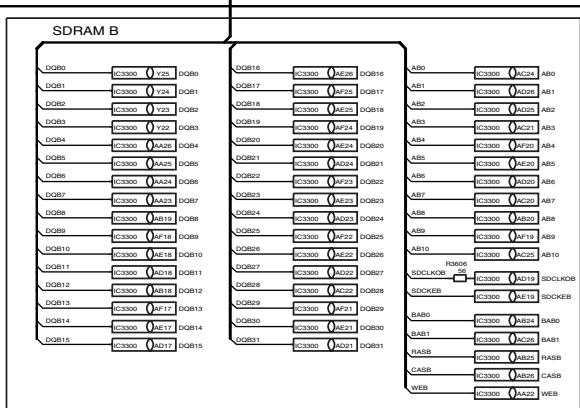 SDRAM B
DQB0 IC3300 Y25 DQB0
DQB1 IC3300 Y24 DQB1
DQB2 IC3300 Y23 DQB2
DQB3 IC3300 Y22 DQB3
DQB4 IC3300 AA26 DQB4
DQB5 IC3300 AA25 DQB5
DQB6 IC3300 AA24 DQB6
DQB7 IC3300 AA23 DQB7
DQB8 IC3300 AB19 DQB8
DQB9 IC3300 AF18 DQB9
DQB10 IC3300 AE18 DQB10
DQB11 IC3300 AD18 DQB11
DQB12 IC3300 AB18 DQB12
DQB13 IC3300 AF17 DQB13
DQB14 IC3300 AE17 DQB14
DQB15 IC3300 AD17 DQB15
DQB16 IC3300 AE26 DQB16
DQB17 IC3300 AF25 DQB17
DQB18 IC3300 AE25 DQB18
DQB19 IC3300 AF24 DQB19
DQB20 IC3300 AE24 DQB20
DQB21 IC3300 AD24 DQB21
DQB22 IC3300 AF23 DQB22
DQB23 IC3300 AE23 DQB23
DQB24 IC3300 AD23 DQB24
DQB25 IC3300 AF22 DQB25
DQB26 IC3300 AE22 DQB26
DQB27 IC3300 AD22 DQB27
DQB28 IC3300 AC22 DQB28
DQB29 IC3300 AF21 DQB29
DQB30 IC3300 AE21 DQB30
DQB31 IC3300 AD21 DQB31
AB0 IC3300 AC24 AB0
AB1 IC3300 AD26 AB1
AB2 IC3300 AD25 AB2
AB3 IC3300 AC21 AB3
AB4 IC3300 AF20 AB4
AB5 IC3300 AE20 AB5
AB6 IC3300 AD20 AB6
AB7 IC3300 AC20 AB7
AB8 IC3300 AB20 AB8
AB9 IC3300 AF19 AB9
AB10 IC3300 AC25 AB10
R3606
56
SDCLKOB IC3300 AD19 SDCLKOB
SDCKEB IC3300 AE19 SDCKEB
BAB0 IC3300 AB24 BAB0
BAB1 IC3300 AC26 BAB1
RASB IC3300 AB25 RASB
CASB IC3300 AB26 CASB
WEB IC3300 AA22 WEB